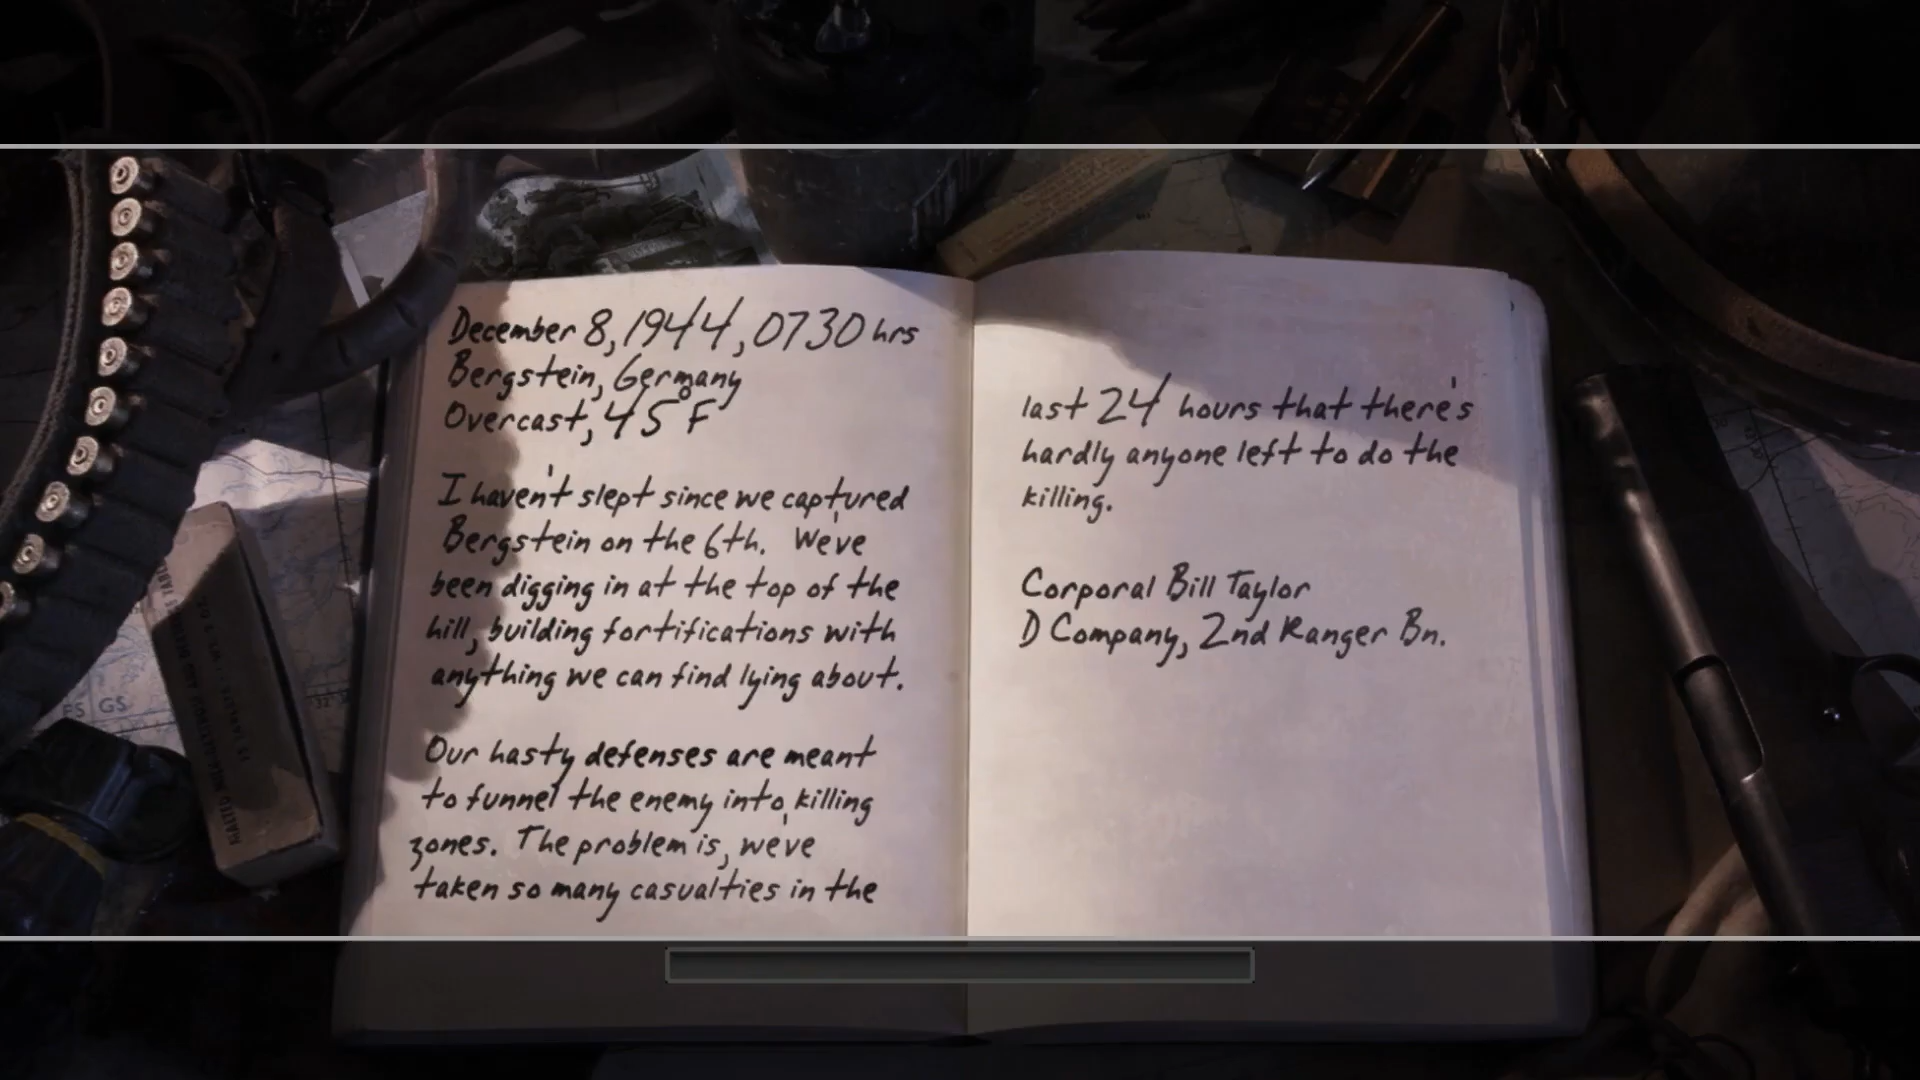 December 8, 1944, 0730 hrs
Bergstein, Germany
Overcast, 45° F
I haven't slept since we captured
Bergstein on the 6th. We've
been digging in at the top of the
hill, building fortifications with
anything we can find lying about.
Our hasty defenses are meant
to funnel the enemy into killing
zones. The problem is, we've
taken so many casualties in the
last 24 hours that there's
hardly anyone left to do the
killing.
Corporal Bill Taylor
D Company, 2nd Ranger Bn.
ES GS